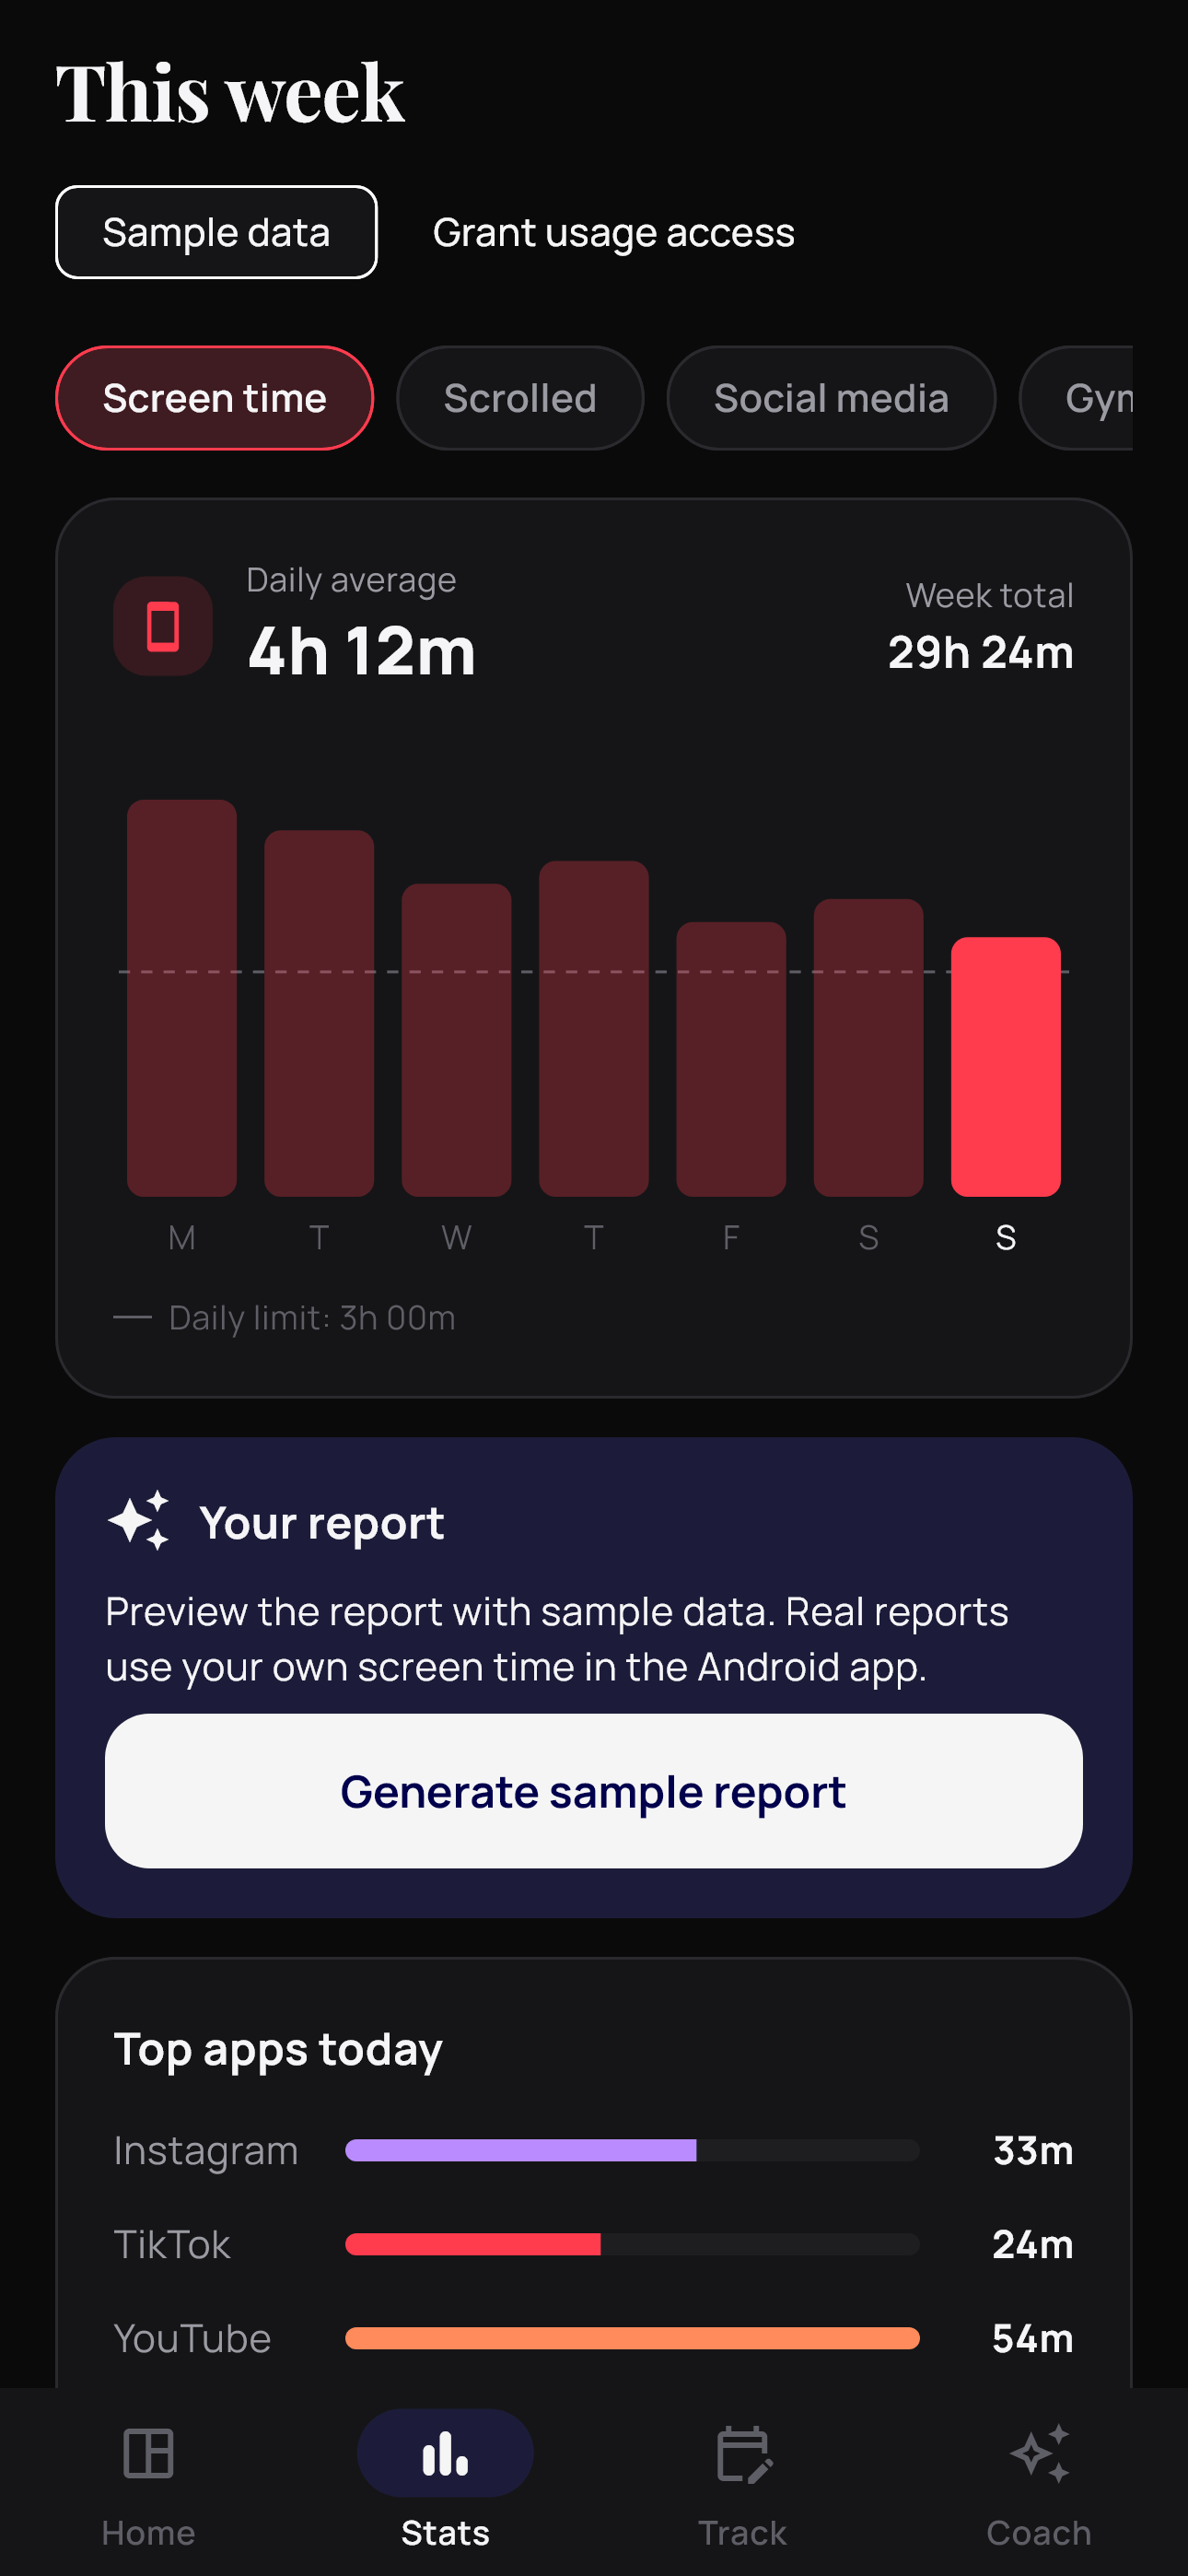 This week
Sample data
Grant usage access
Screen time
Scrolled
Social media
Daily average
4h 12m
Week total
29h 24m
M T W T F S S
Daily limit: 3h 00m
Your report
Preview the report with sample data. Real reports
use your own screen time in the Android app.
Generate sample report
Top apps today
Instagram 33m
TikTok 24m
YouTube 54m
Home Stats Track Coach